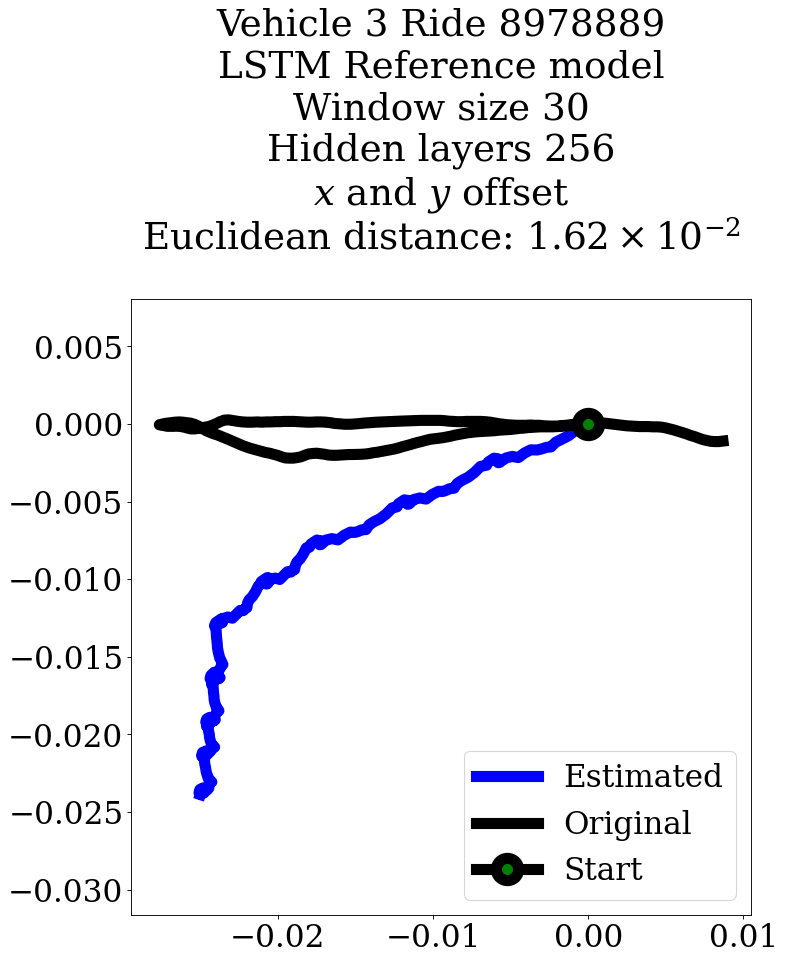 Vehicle 3 Ride 8978889
LSTM Reference model
Window size 30
Hidden layers 256
x and y offset
Euclidean distance: 1.62 × 10⁻²
0.005
0.000
−0.005
−0.010
−0.015
−0.020
−0.025
−0.030
Estimated
Original
Start
−0.02 −0.01 0.00 0.01